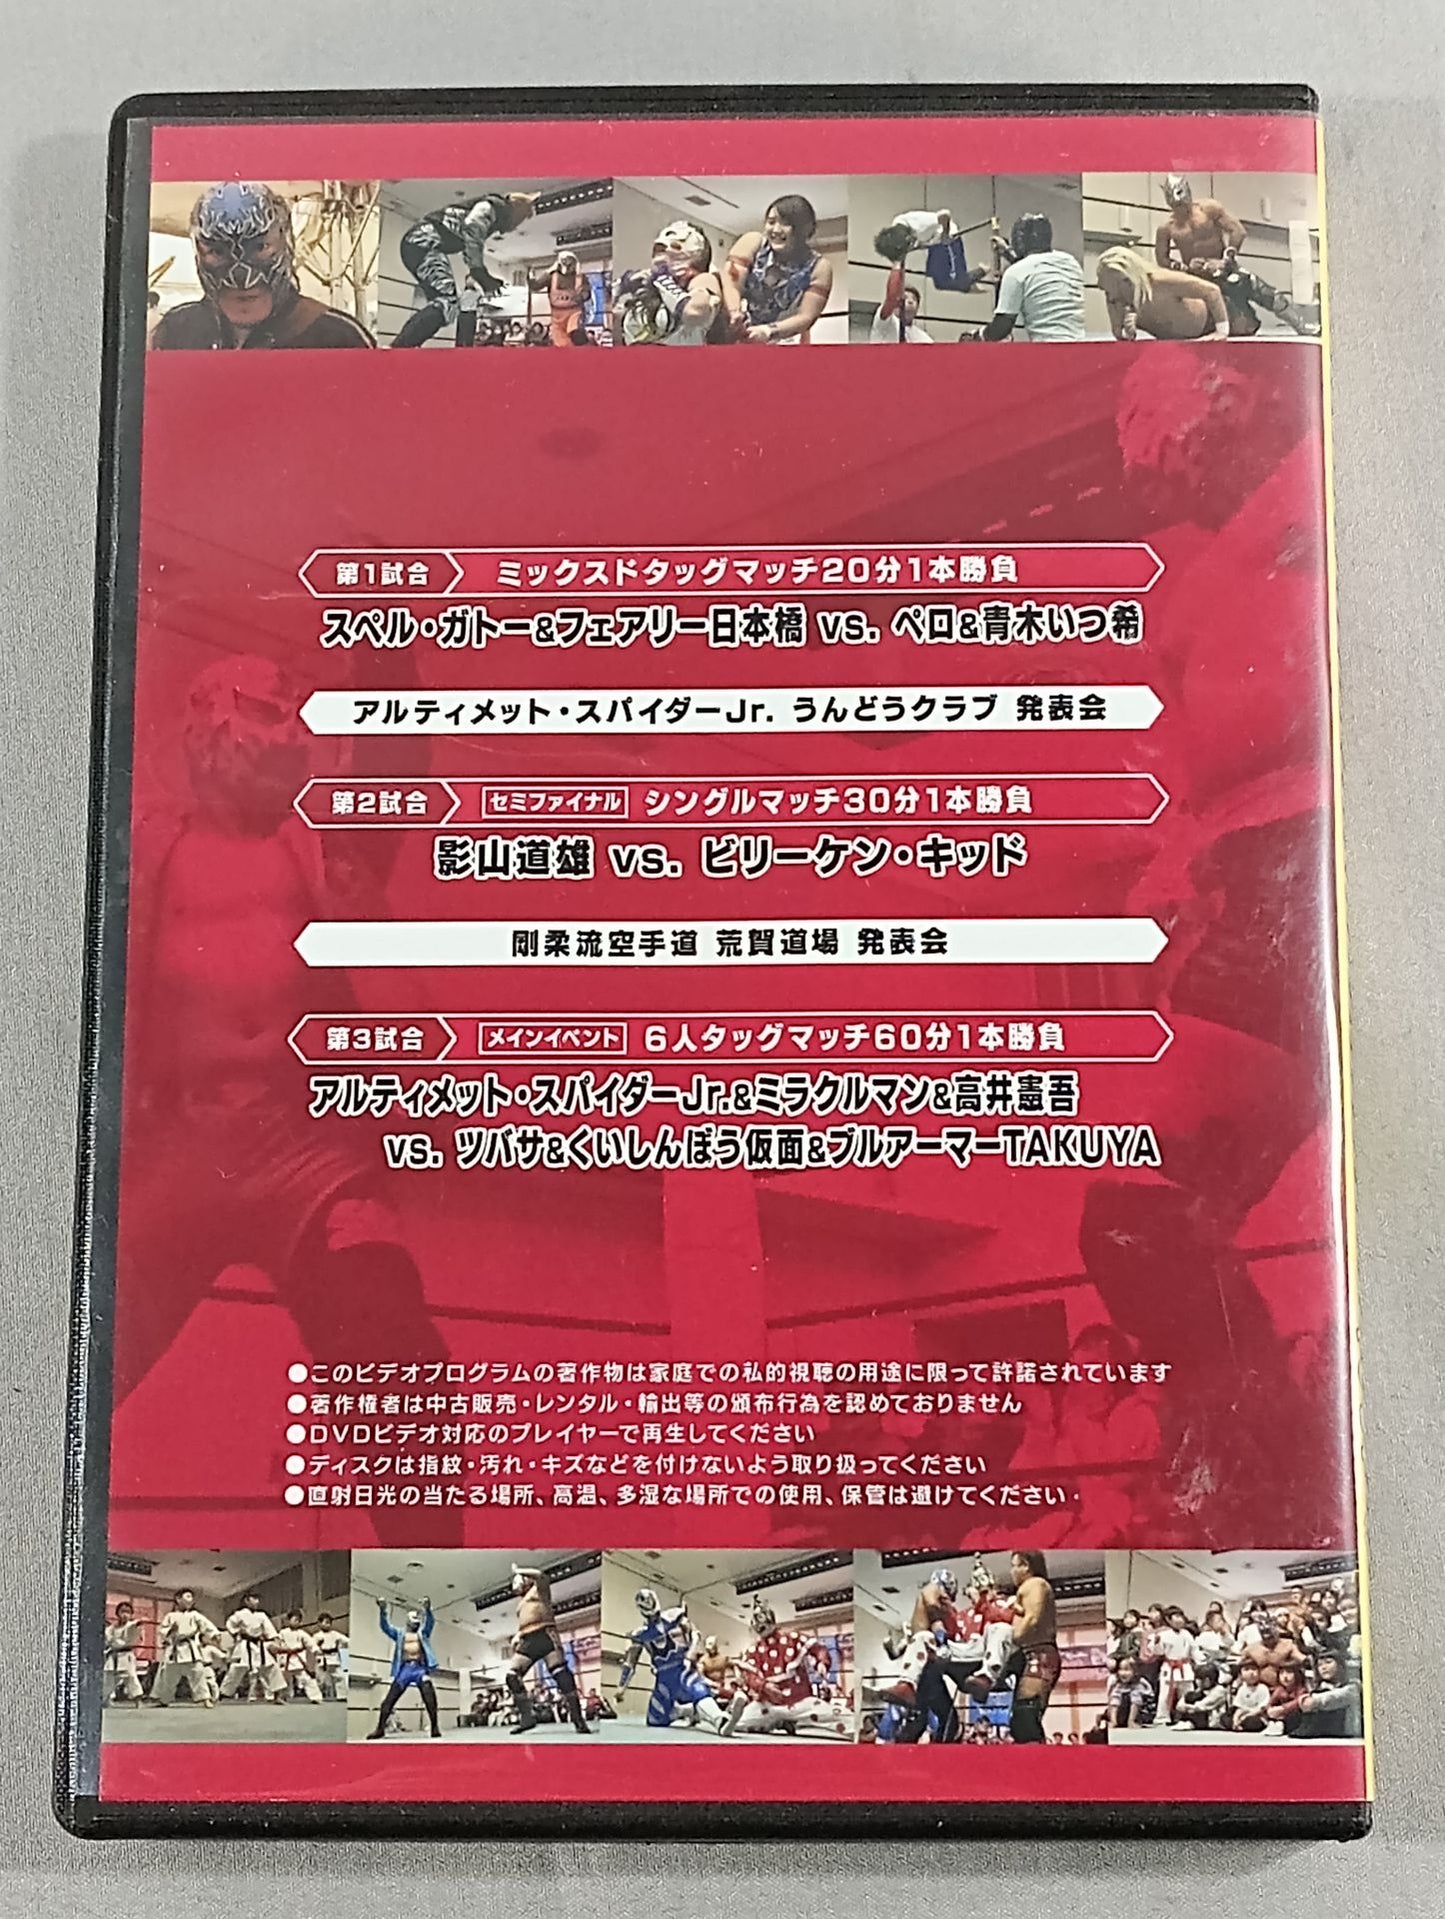 第1試合 ミックスドタッグマッチ20分1本勝負
スペル・ガトー&フェアリー日本橋 vs. ペロ&青木いつ希
アルティメット・スパイダーJr. うんどうクラブ 発表会
第2試合 セミファイナル シングルマッチ30分1本勝負
影山道雄 vs. ビリーケン・キッド
剛柔流空手道 荒賀道場 発表会
第3試合 メインイベント 6人タッグマッチ60分1本勝負
アルティメット・スパイダーJr.&ミラクルマン&高井憲吾
vs. ツバサ&くいしんぼう仮面&ブルアーマーTAKUYA
●このビデオプログラムの著作物は家庭での私的視聴の用途に限って許諾されています
●著作権者は中古販売・レンタル・輸出等の頒布行為を認めておりません
●DVDビデオ対応のプレイヤーで再生してください
●ディスクは指紋・汚れ・キズなどを付けないよう取り扱ってください
●直射日光の当たる場所、高温、多湿な場所での使用、保管は避けてください・